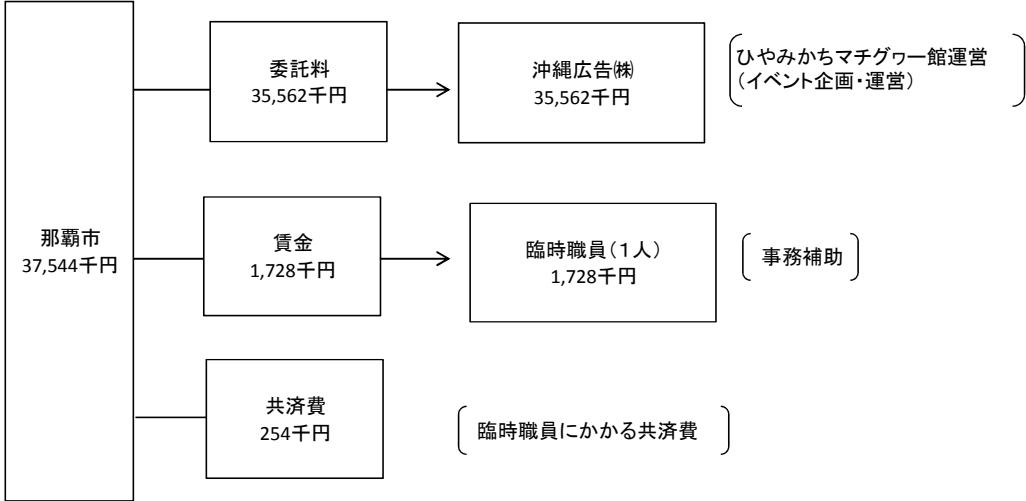 那覇市
37,544千円
委託料
35,562千円
沖縄広告㈱
35,562千円
ひやみかちマチグヮー館運営
（イベント企画・運営）
賃金
1,728千円
臨時職員（１人）
1,728千円
事務補助
共済費
254千円
臨時職員にかかる共済費